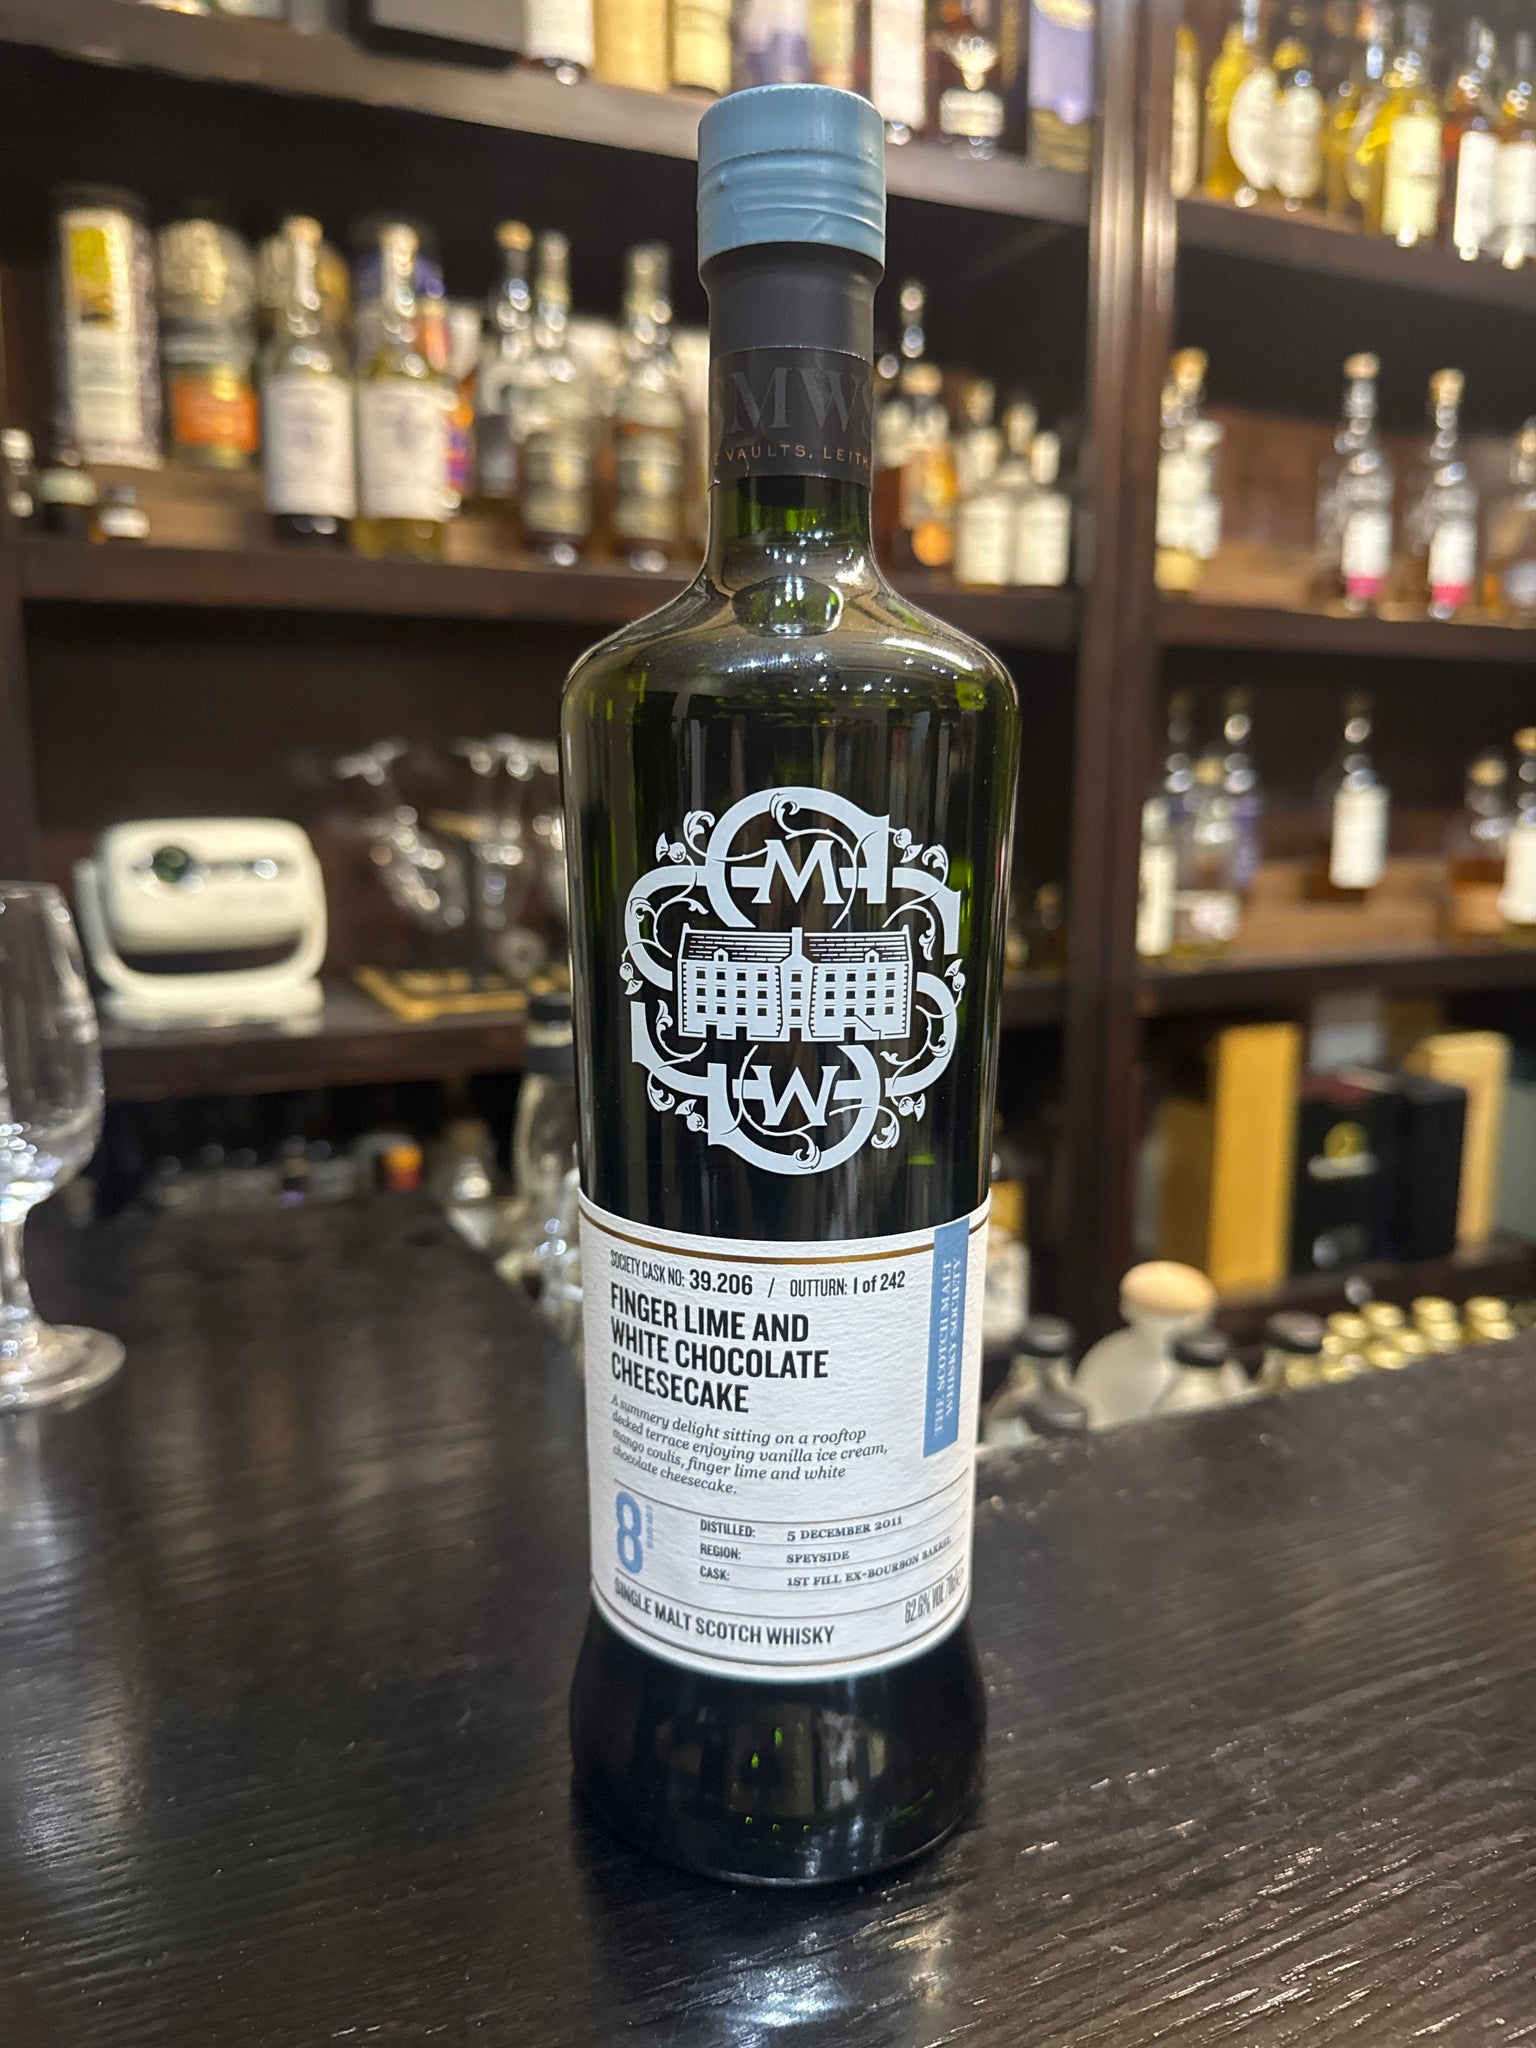 SMWS
E VAULTS, LEITH
M
W
SOCIETY CASK NO: 39.206 / OUTTURN: 1 of 242
FINGER LIME AND
WHITE CHOCOLATE
CHEESECAKE
A summery delight sitting on a rooftop
decked terrace enjoying vanilla ice cream,
mango coulis, finger lime and white
chocolate cheesecake.
THE SCOTCH MALT
WHISKY SOCIETY
8
DISTILLED: 5 DECEMBER 2011
REGION: SPEYSIDE
CASK: 1ST FILL EX-BOURBON BARREL
SINGLE MALT SCOTCH WHISKY
62.6% VOL 70cl